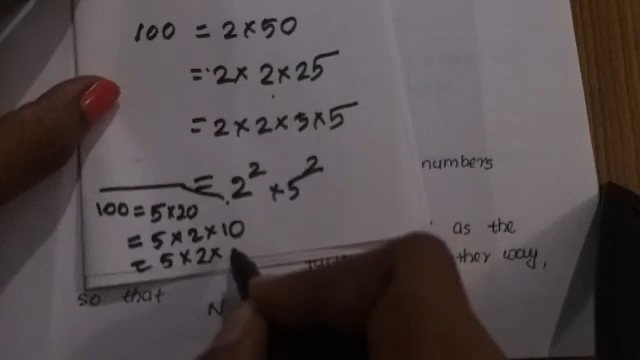 100 = 2 × 50
= 2 × 2 × 25
= 2 × 2 × 5 × 5
= 2² × 5²
100 = 5 × 20
= 5 × 2 × 10
= 5 × 2 ×
numbers
as the
way,
so that
N